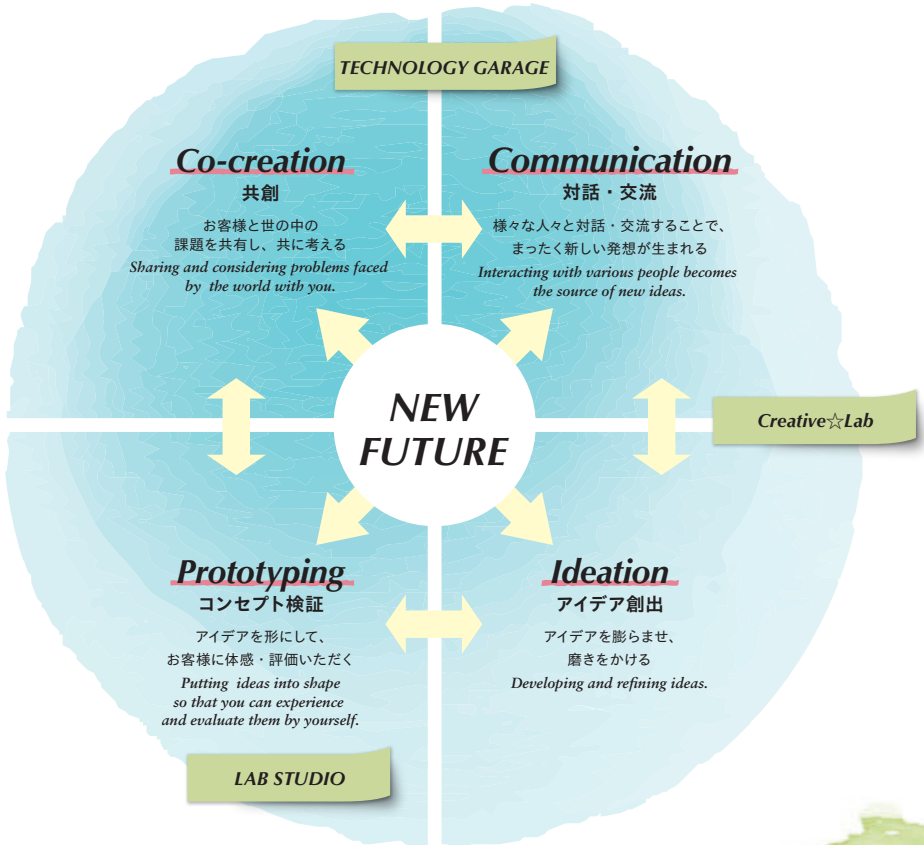 TECHNOLOGY GARAGE
Co-creation
共創
お客様と世の中の
課題を共有し、共に考える
Sharing and considering problems faced
by the world with you.
Communication
対話・交流
様々な人々と対話・交流することで、
まったく新しい発想が生まれる
Interacting with various people becomes
the source of new ideas.
NEW
FUTURE
Creative☆Lab
Prototyping
コンセプト検証
アイデアを形にして、
お客様に体感・評価いただく
Putting ideas into shape
so that you can experience
and evaluate them by yourself.
Ideation
アイデア創出
アイデアを膨らませ、
磨きをかける
Developing and refining ideas.
LAB STUDIO